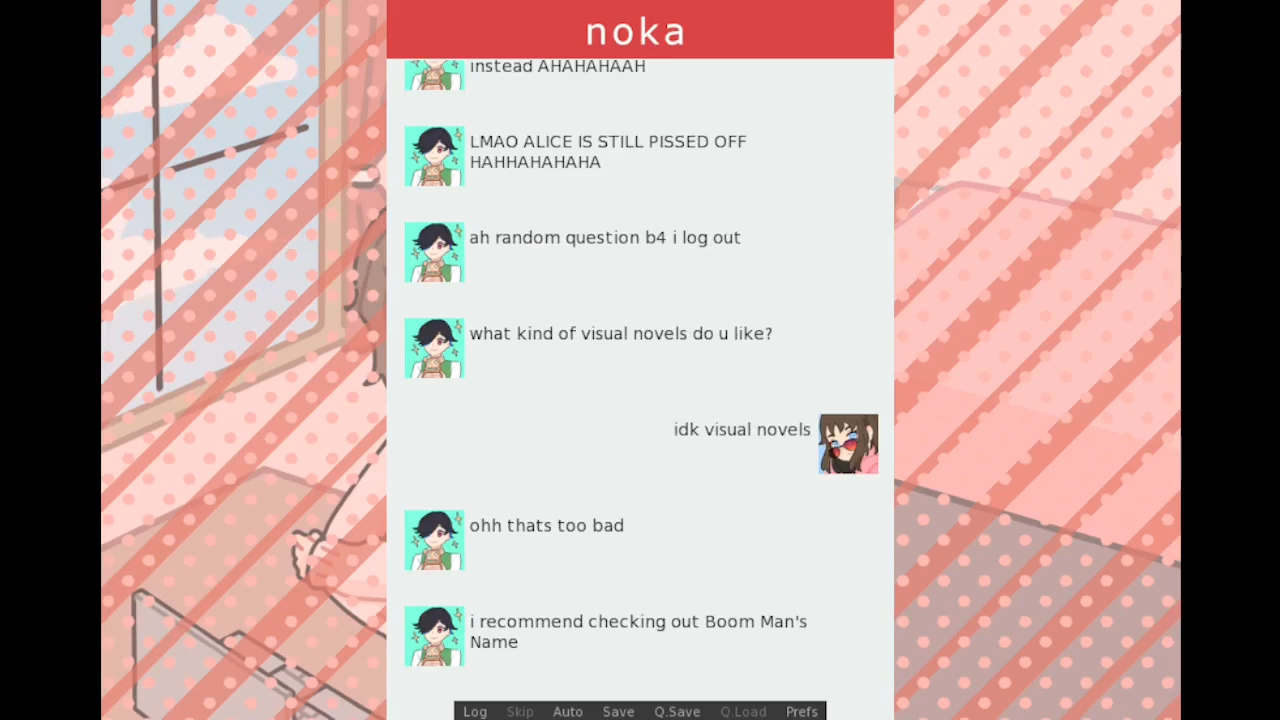 noka
instead AHAHAHAAH
LMAO ALICE IS STILL PISSED OFF
HAHHAHAHAHA
ah random question b4 i log out
what kind of visual novels do u like?
idk visual novels
ohh thats too bad
i recommend checking out Boom Man's
Name
Log Skip Auto Save Q.Save Q.Load Prefs